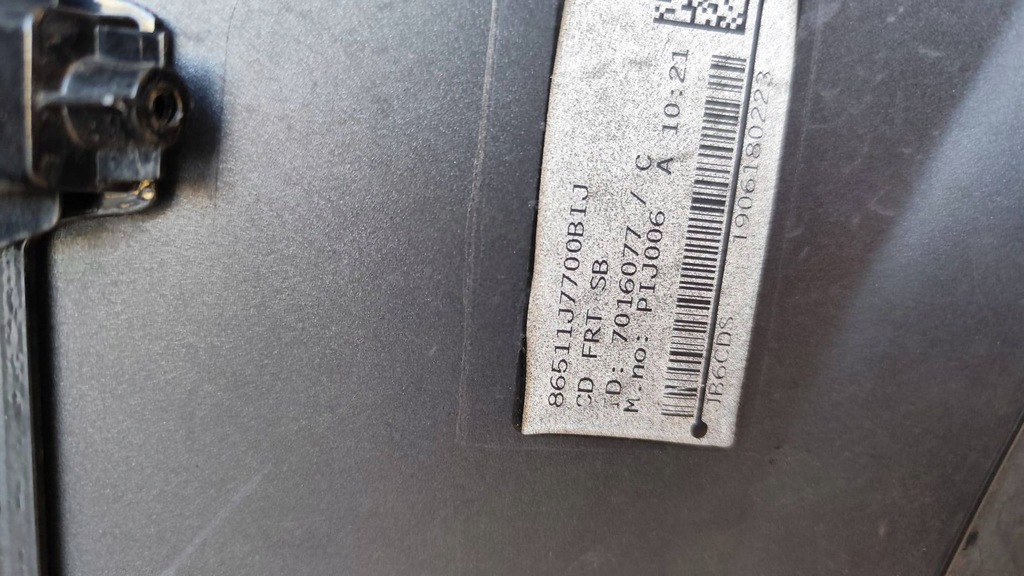 86511J7700BIJ
CD FRT SB
ID: 7016077 / C
M.no: PIJ006 A 10:21
JB6CDS 1906180223